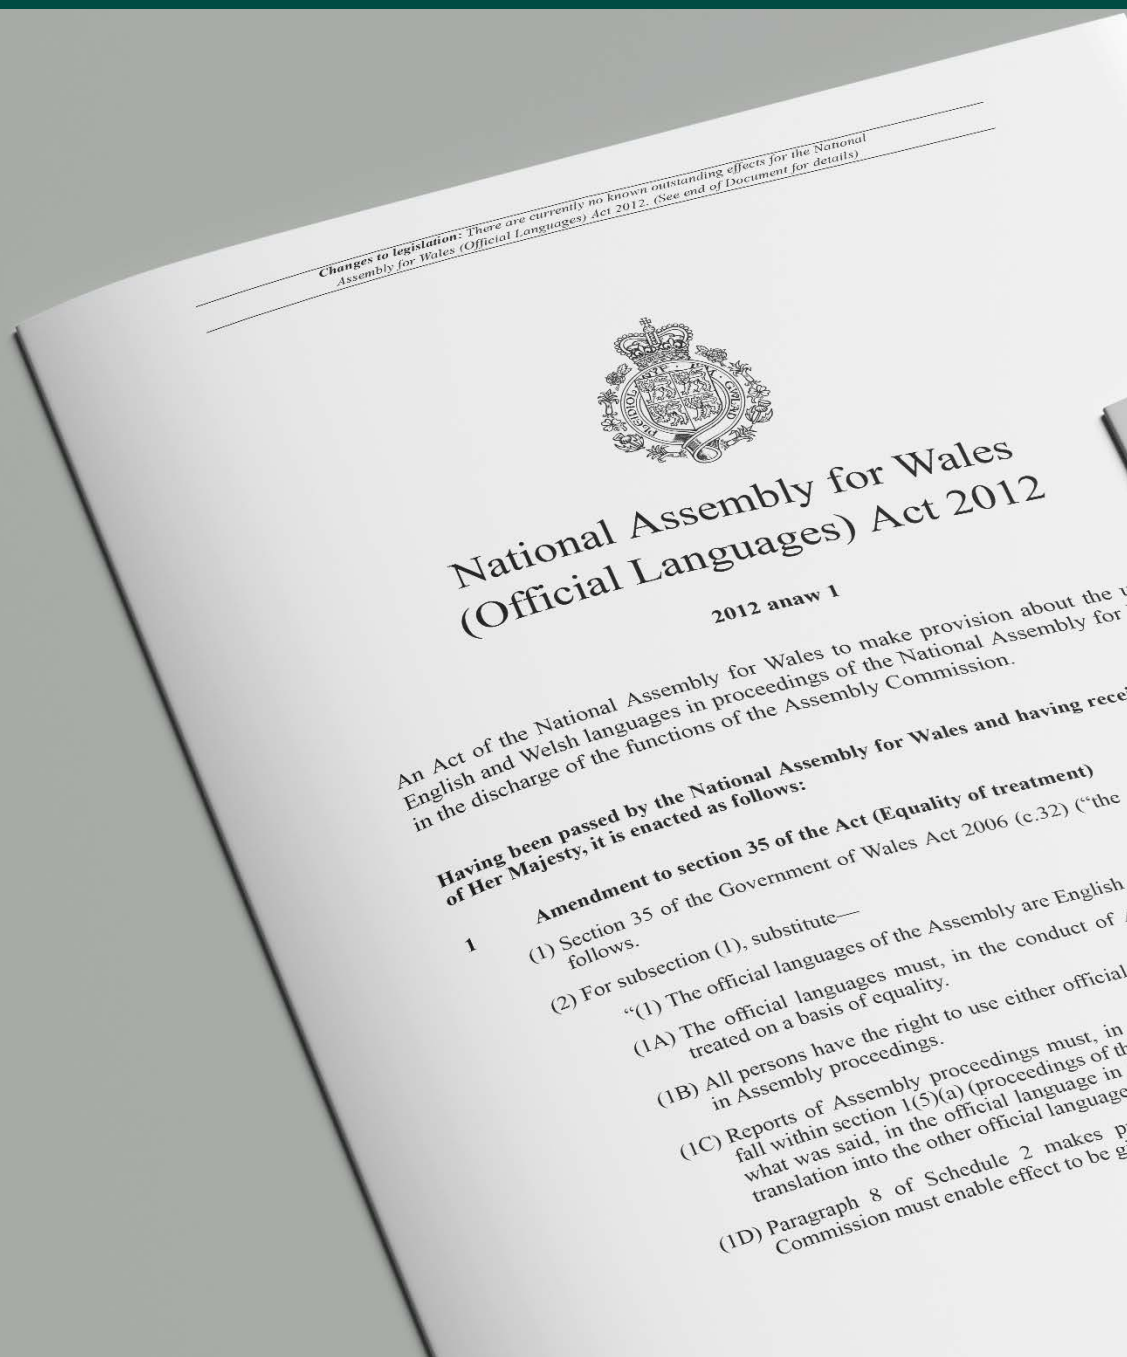 Changes to legislation: There are currently no known outstanding effects for the National
Assembly for Wales (Official Languages) Act 2012. (See end of Document for details)
PLEIDIOL WYF I'M GWLAD
National Assembly for Wales
(Official Languages) Act 2012
2012 anaw 1
An Act of the National Assembly for Wales to make provision about the
English and Welsh languages in proceedings of the National Assembly for
in the discharge of the functions of the Assembly Commission.
Having been passed by the National Assembly for Wales and having
of Her Majesty, it is enacted as follows:
1 Amendment to section 35 of the Act (Equality of treatment)
(1) Section 35 of the Government of Wales Act 2006 (c.32) (“the
follows.
(2) For subsection (1), substitute—
“(1) The official languages of the Assembly are English
(1A) The official languages must, in the conduct of
treated on a basis of equality.
(1B) All persons have the right to use either official
in Assembly proceedings.
(1C) Reports of Assembly proceedings must, in
fall within section 1(5)(a) (proceedings of
what was said, in the official language in
translation into the other official language
(1D) Paragraph 8 of Schedule 2 makes
Commission must enable effect to be